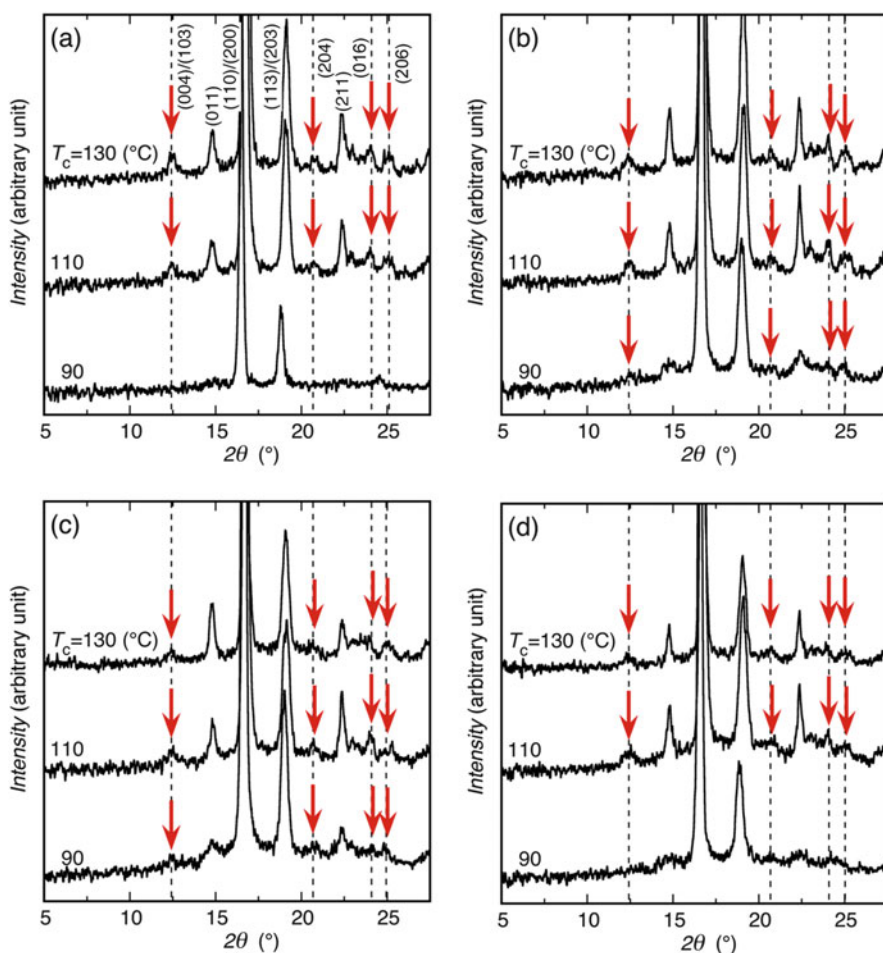 (a)
(004)/(103)
(011)
(110)/(200)
(113)/(203)
(204)
(211)
(016)
(206)
Tc=130 (°C)
110
90
Intensity (arbitrary unit)
5 10 15 20 25
2θ (°)
(b)
Tc=130 (°C)
110
90
Intensity (arbitrary unit)
5 10 15 20 25
2θ (°)
(c)
Tc=130 (°C)
110
90
Intensity (arbitrary unit)
5 10 15 20 25
2θ (°)
(d)
Tc=130 (°C)
110
90
Intensity (arbitrary unit)
5 10 15 20 25
2θ (°)